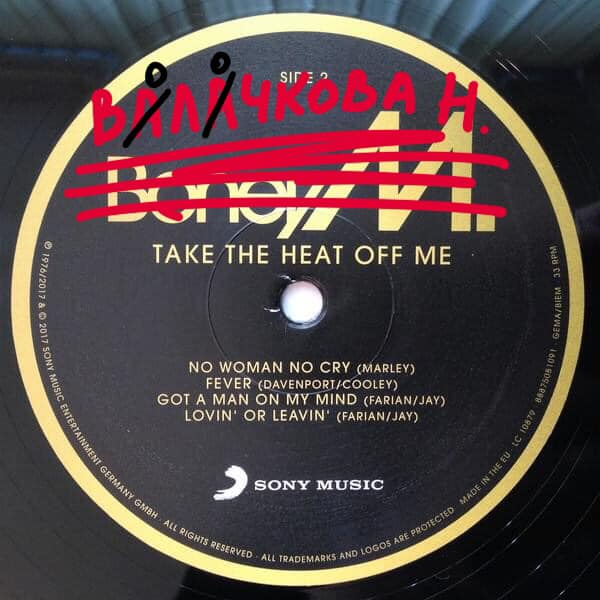 SIDE 2
о о
ВАЛАЧКОВА Н.
Boney M.
TAKE THE HEAT OFF ME
NO WOMAN NO CRY (MARLEY)
FEVER (DAVENPORT/COOLEY)
GOT A MAN ON MY MIND (FARIAN/JAY)
LOVIN' OR LEAVIN' (FARIAN/JAY)
SONY MUSIC
℗ 1976/2017 & © 2017 SONY MUSIC ENTERTAINMENT GERMANY GMBH · ALL RIGHTS RESERVED · ALL TRADEMARKS AND LOGOS ARE PROTECTED · MADE IN THE EU · LC 10879 · 88875081091 · GEMA/BIEM · 33 RPM